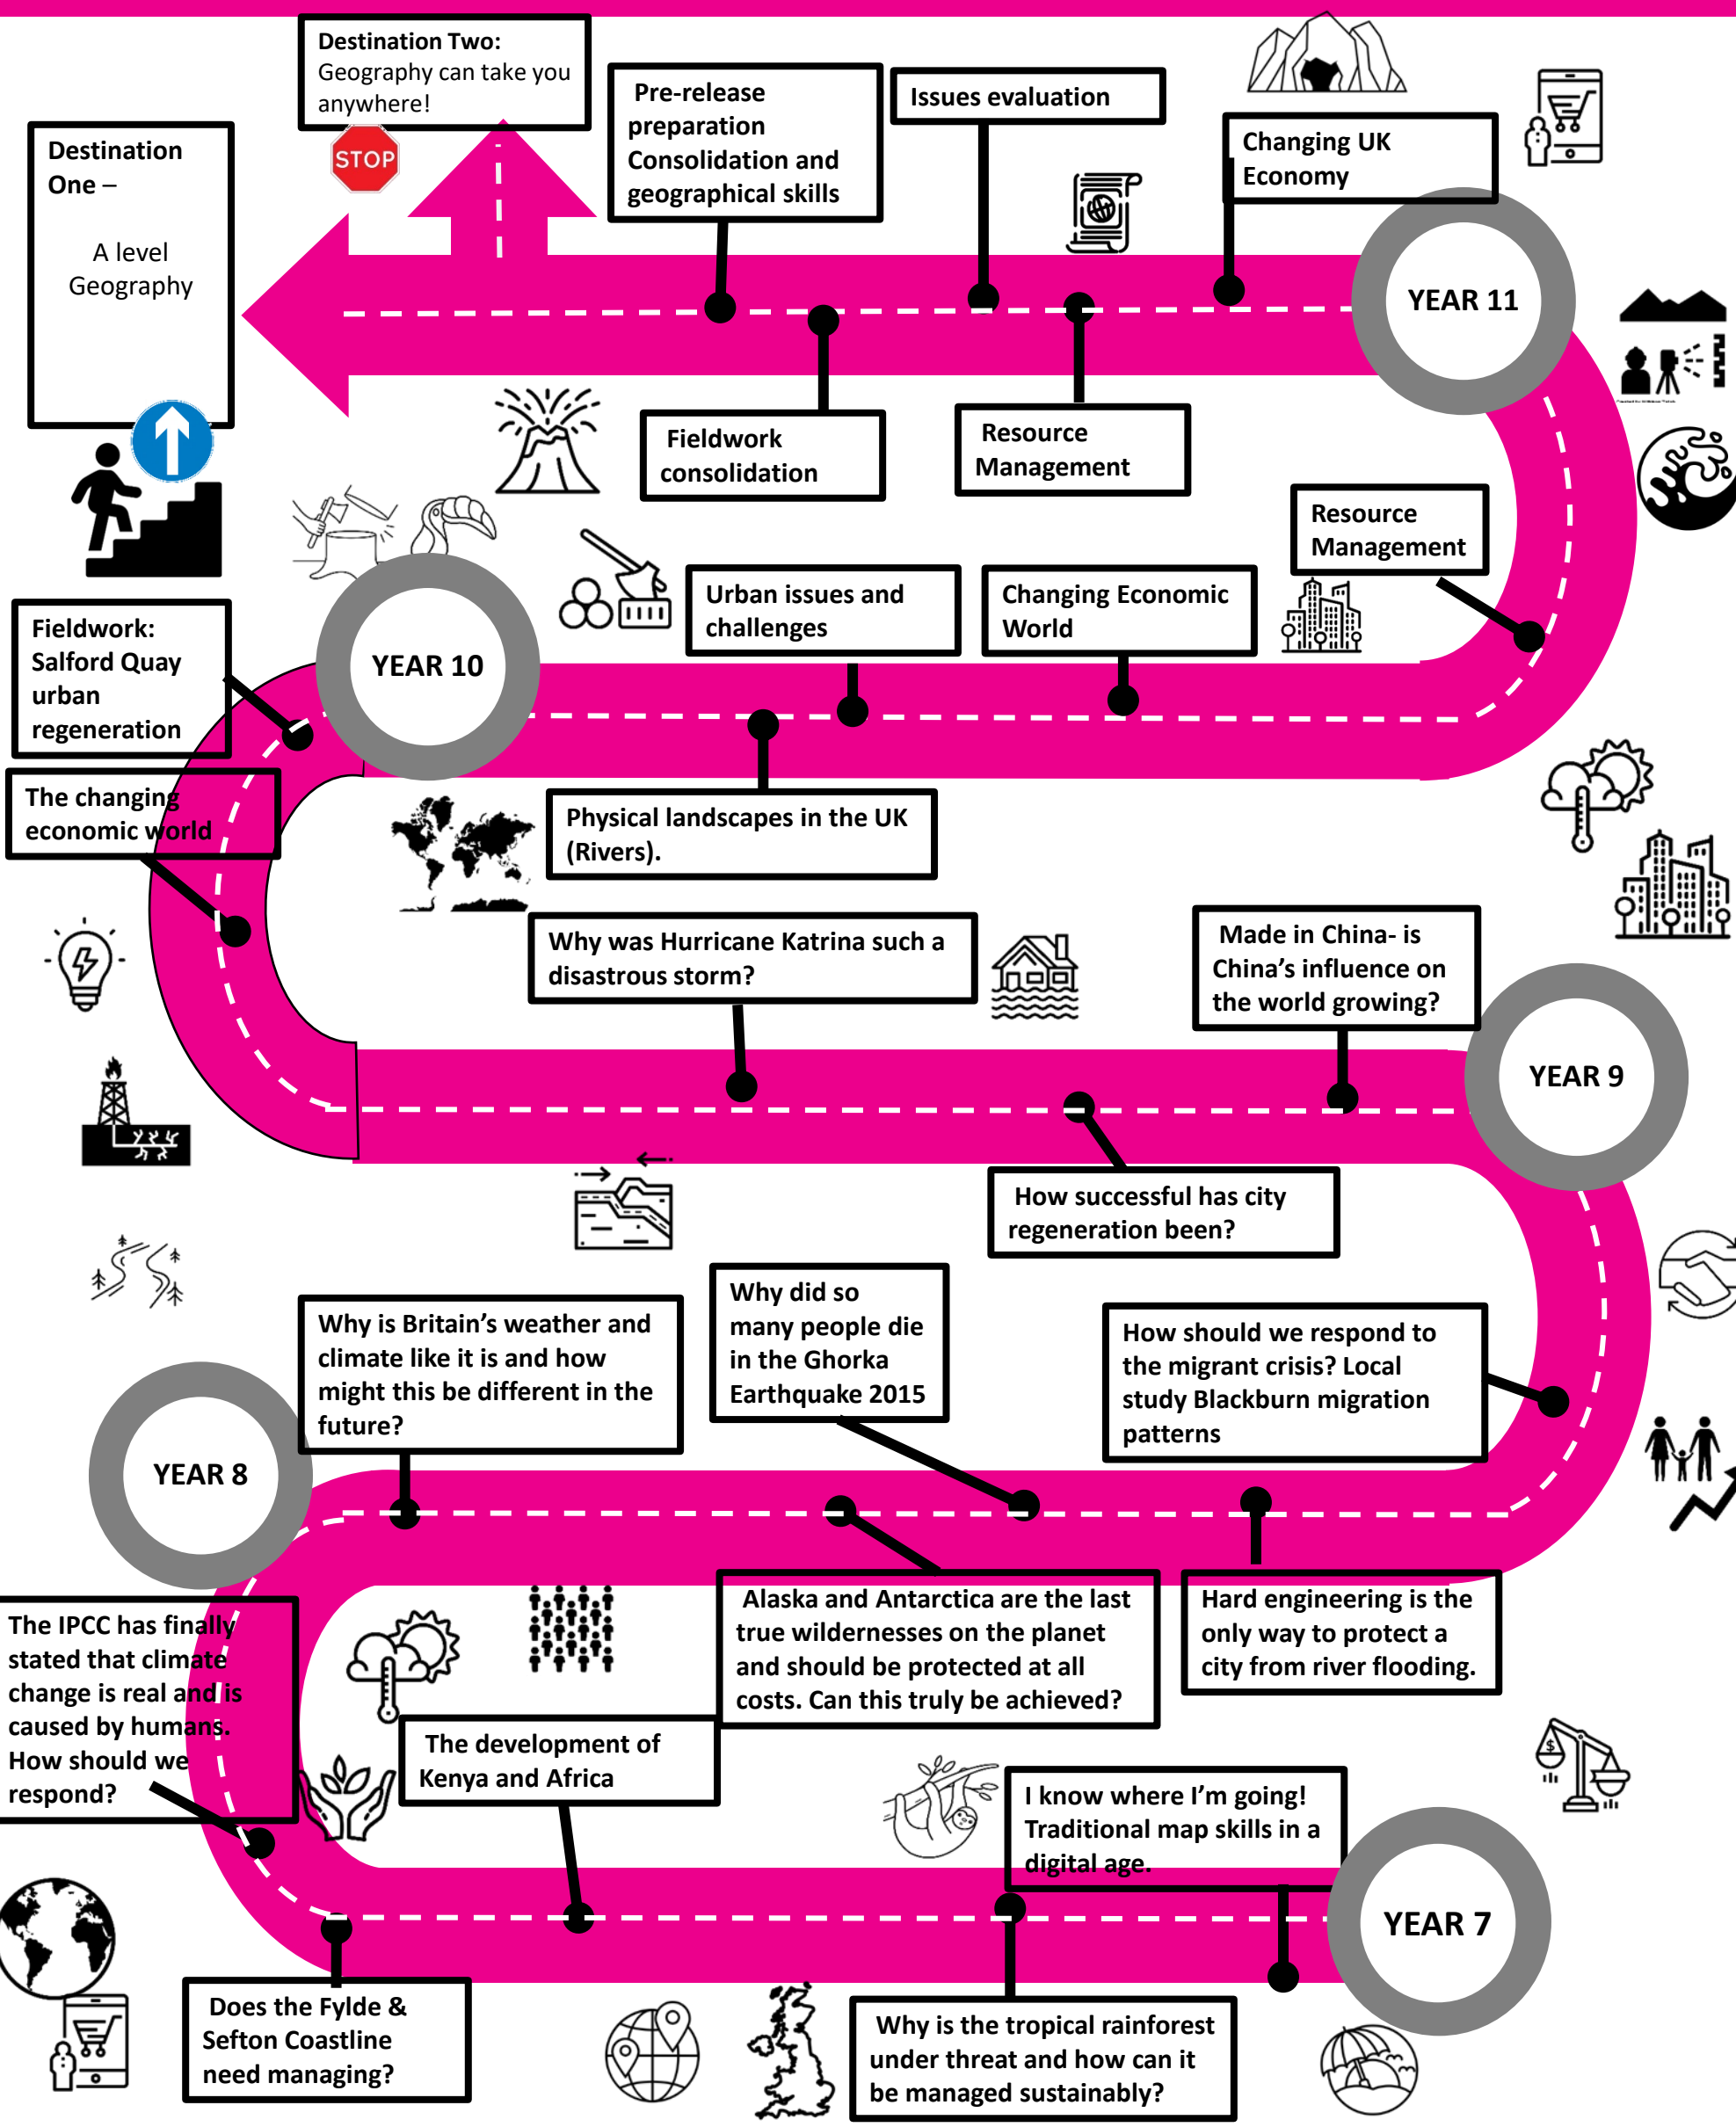 Destination Two:
Geography can take you
anywhere!
STOP
Destination
One –
A level
Geography
Pre-release
preparation
Consolidation and
geographical skills
Issues evaluation
Changing UK
Economy
YEAR 11
Fieldwork
consolidation
Resource
Management
Resource
Management
Fieldwork:
Salford Quay
urban
regeneration
YEAR 10
Urban issues and
challenges
Changing Economic
World
The changing
economic world
Physical landscapes in the UK
(Rivers).
Why was Hurricane Katrina such a
disastrous storm?
Made in China- is
China's influence on
the world growing?
YEAR 9
How successful has city
regeneration been?
Why is Britain's weather and
climate like it is and how
might this be different in the
future?
Why did so
many people die
in the Ghorka
Earthquake 2015
How should we respond to
the migrant crisis? Local
study Blackburn migration
patterns
YEAR 8
The IPCC has finally
stated that climate
change is real and is
caused by humans.
How should we
respond?
Alaska and Antarctica are the last
true wildernesses on the planet
and should be protected at all
costs. Can this truly be achieved?
Hard engineering is the
only way to protect a
city from river flooding.
The development of
Kenya and Africa
$
I know where I'm going!
Traditional map skills in a
digital age.
YEAR 7
Does the Fylde &
Sefton Coastline
need managing?
Why is the tropical rainforest
under threat and how can it
be managed sustainably?